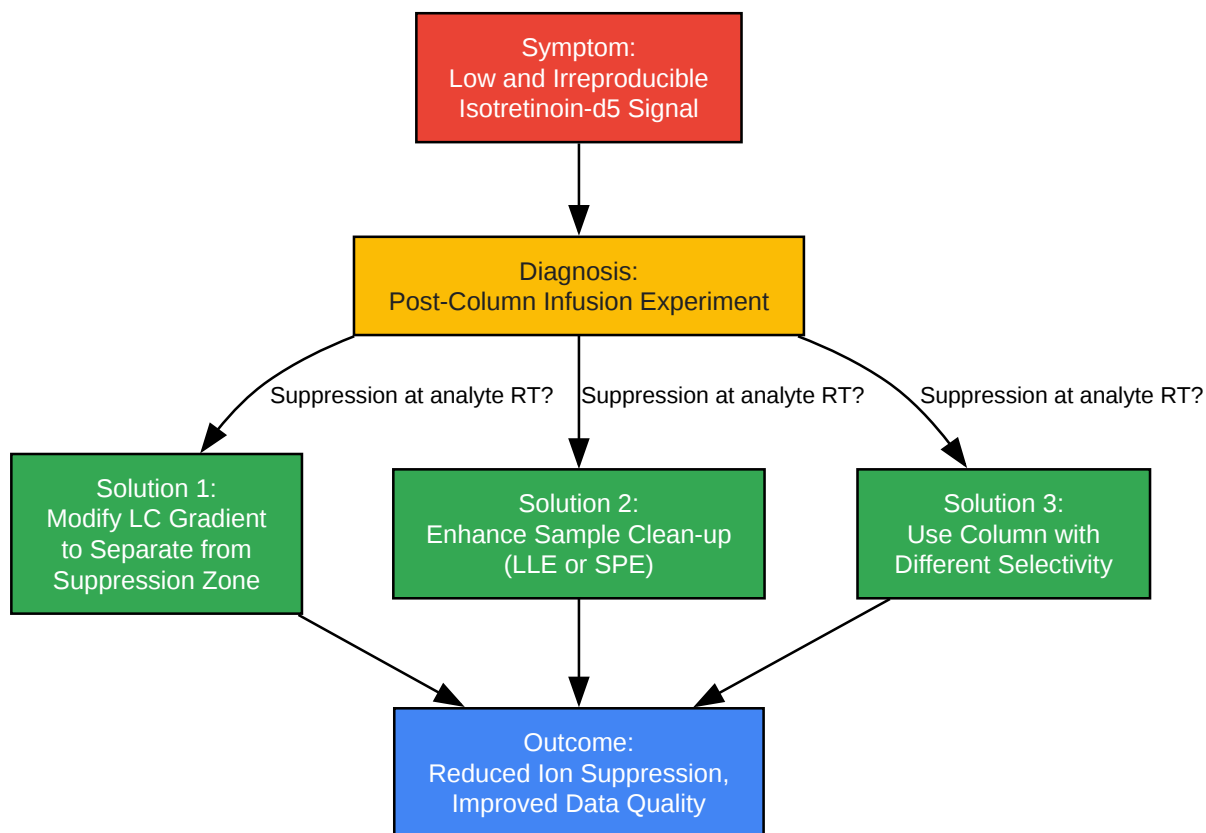 Symptom:
Low and Irreproducible
Isotretinoin-d5 Signal
Diagnosis:
Post-Column Infusion Experiment
Suppression at analyte RT?
Suppression at analyte RT?
Suppression at analyte RT?
Solution 1:
Modify LC Gradient
to Separate from
Suppression Zone
Solution 2:
Enhance Sample Clean-up
(LLE or SPE)
Solution 3:
Use Column with
Different Selectivity
Outcome:
Reduced Ion Suppression,
Improved Data Quality